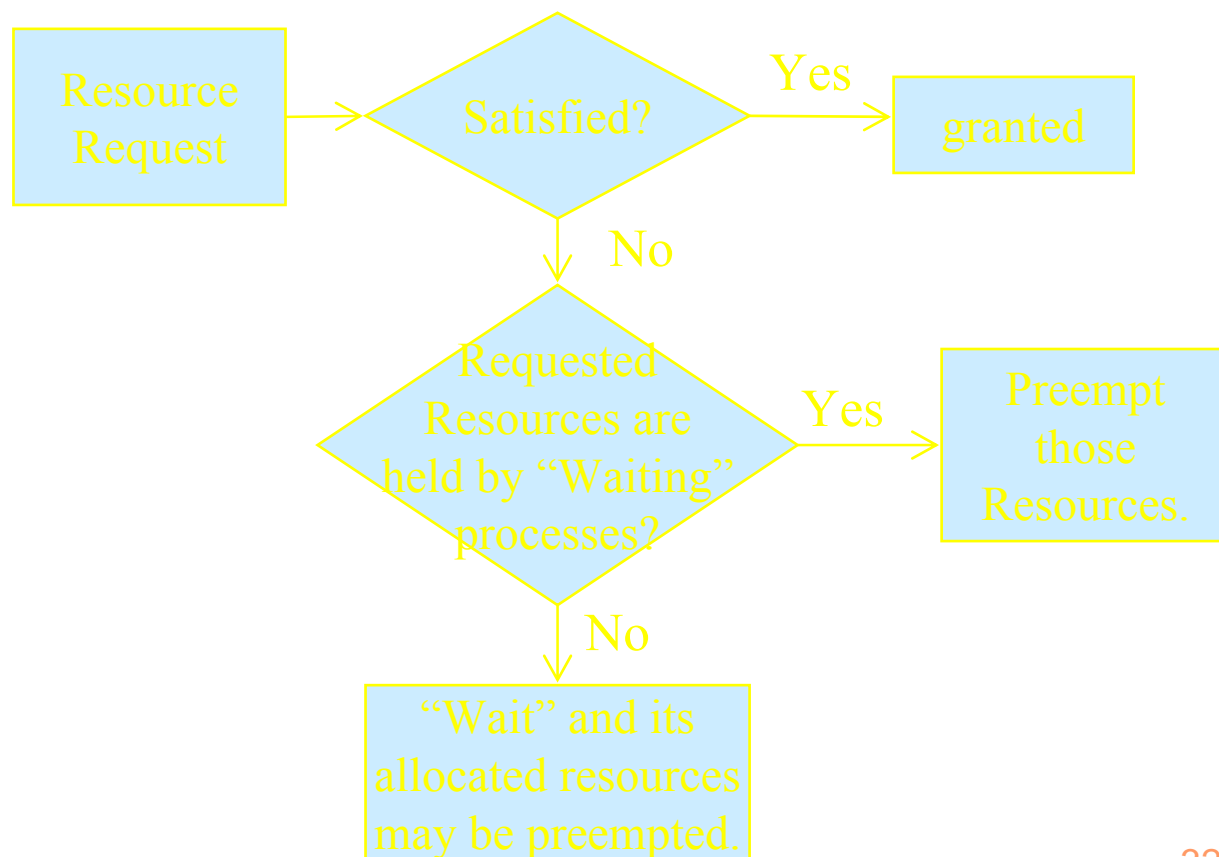 Resource
Request
Satisfied?
Yes
granted
No
Requested
Resources are
held by “Waiting”
processes?
Yes
Preempt
those
Resources.
No
“Wait” and its
allocated resources
may be preempted.